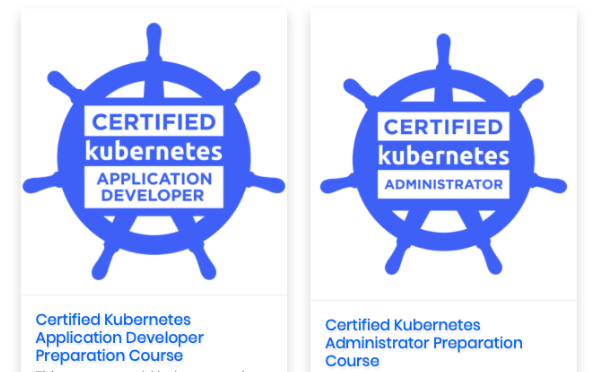 CERTIFIED
kubernetes
APPLICATION
DEVELOPER
Certified Kubernetes
Application Developer
Preparation Course
CERTIFIED
kubernetes
ADMINISTRATOR
Certified Kubernetes
Administrator Preparation
Course